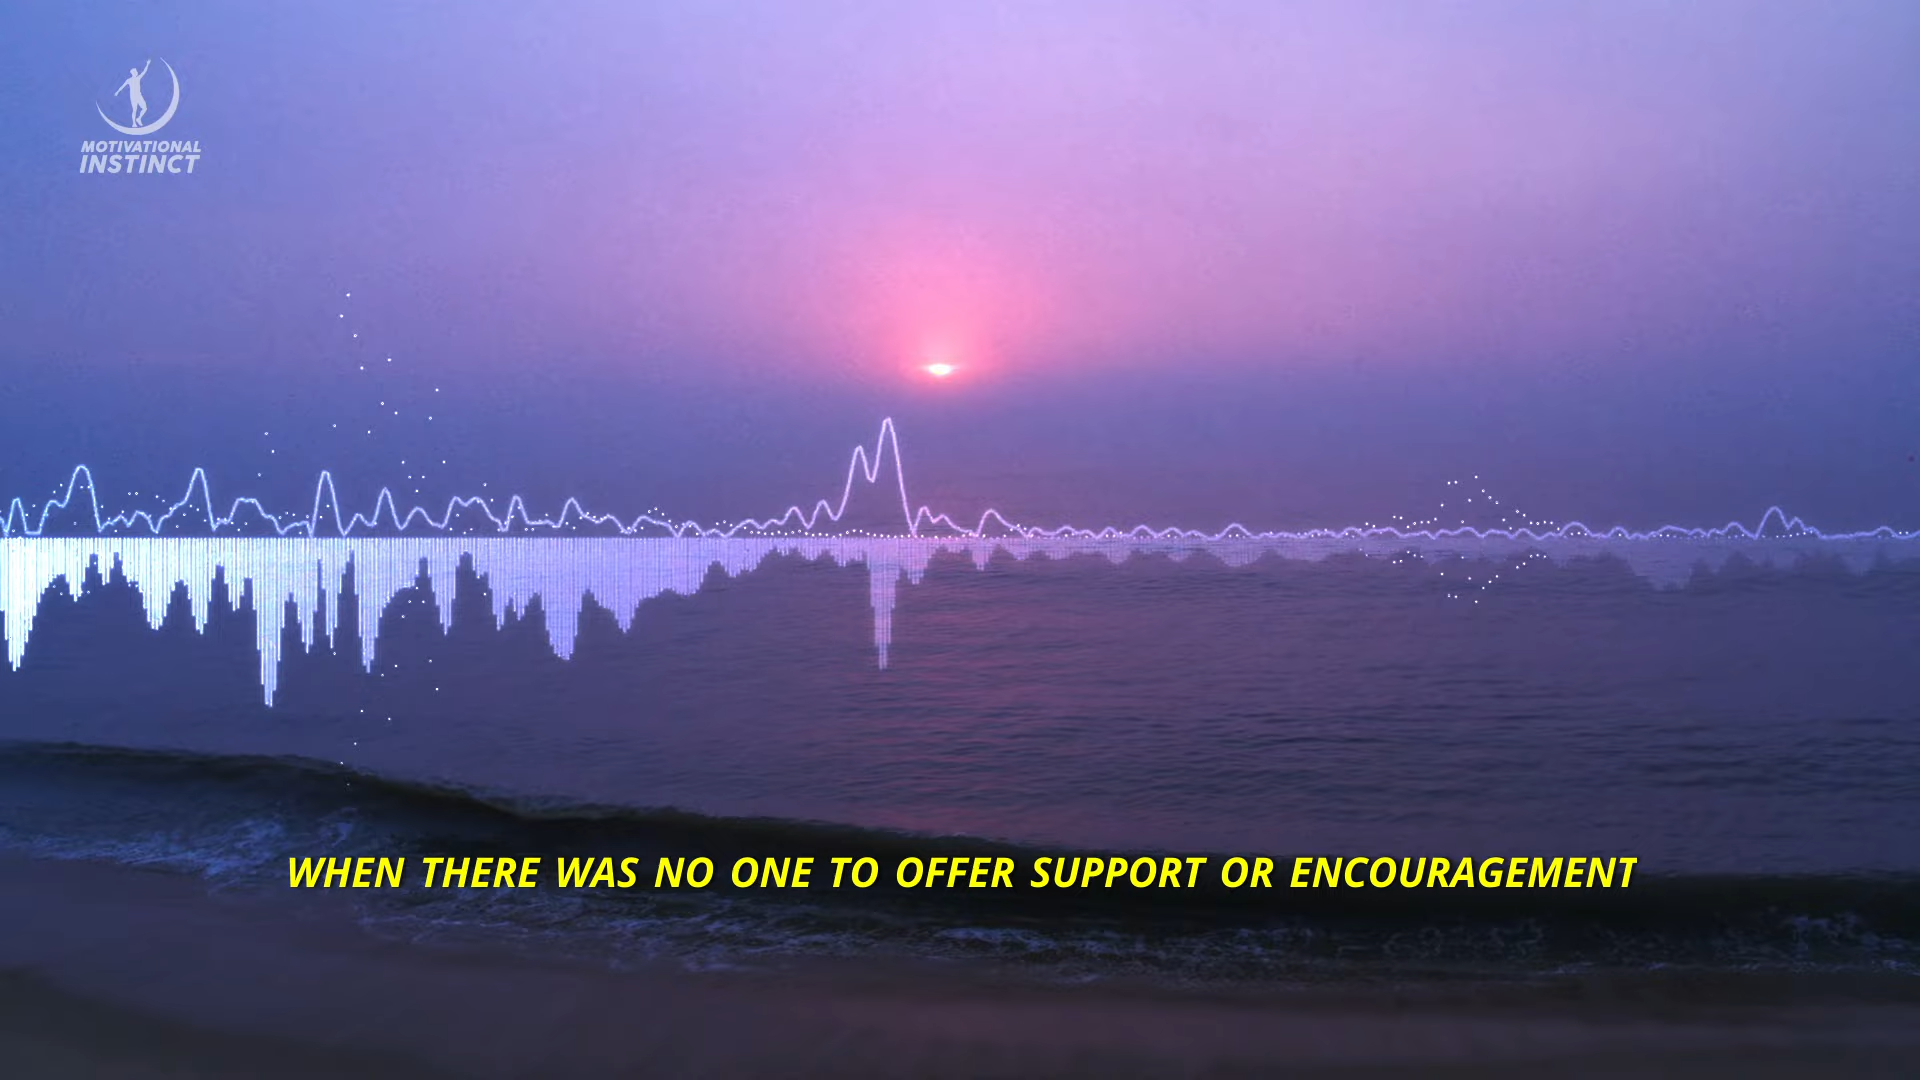 MOTIVATIONAL
INSTINCT
WHEN THERE WAS NO ONE TO OFFER SUPPORT OR ENCOURAGEMENT